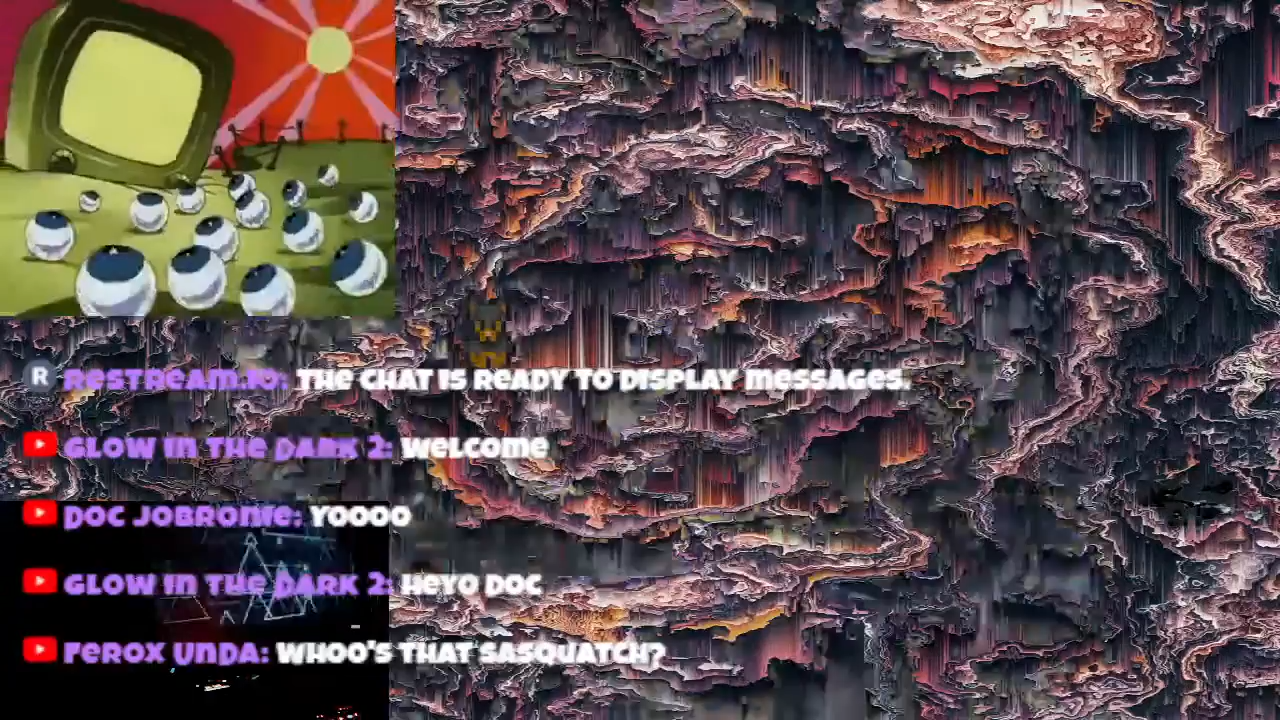 R Restream.io: The chat is ready to display messages.
Glow in the Dark 2: Welcome
Doc Jobronie: Yoooo
Glow in the Dark 2: Heyo Doc
Ferox Unda: Whoo's that sasquatch?